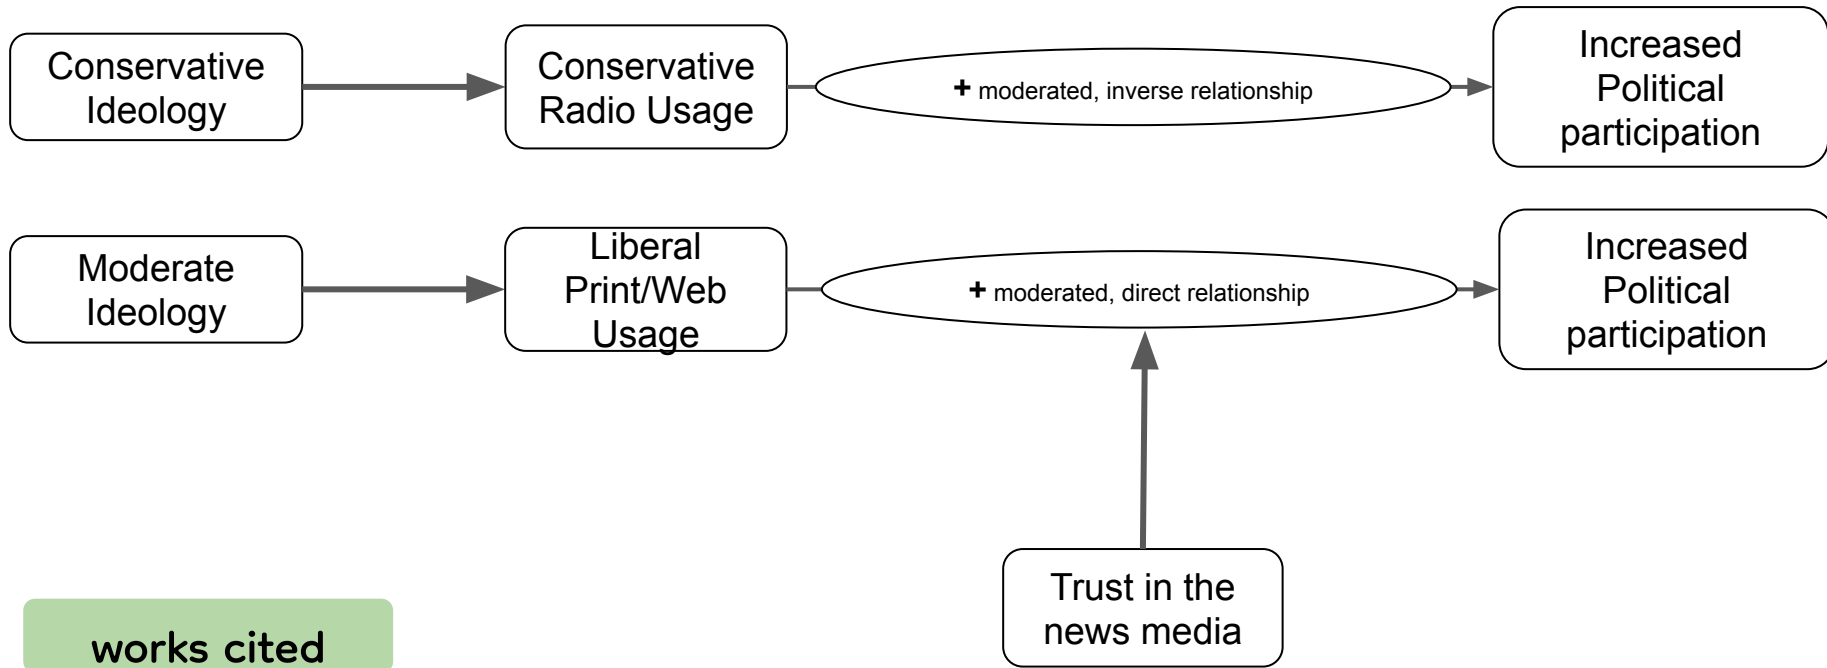 Conservative
Ideology
Conservative
Radio Usage
+ moderated, inverse relationship
Increased
Political
participation
Moderate
Ideology
Liberal
Print/Web
Usage
+ moderated, direct relationship
Increased
Political
participation
Trust in the
news media
works cited